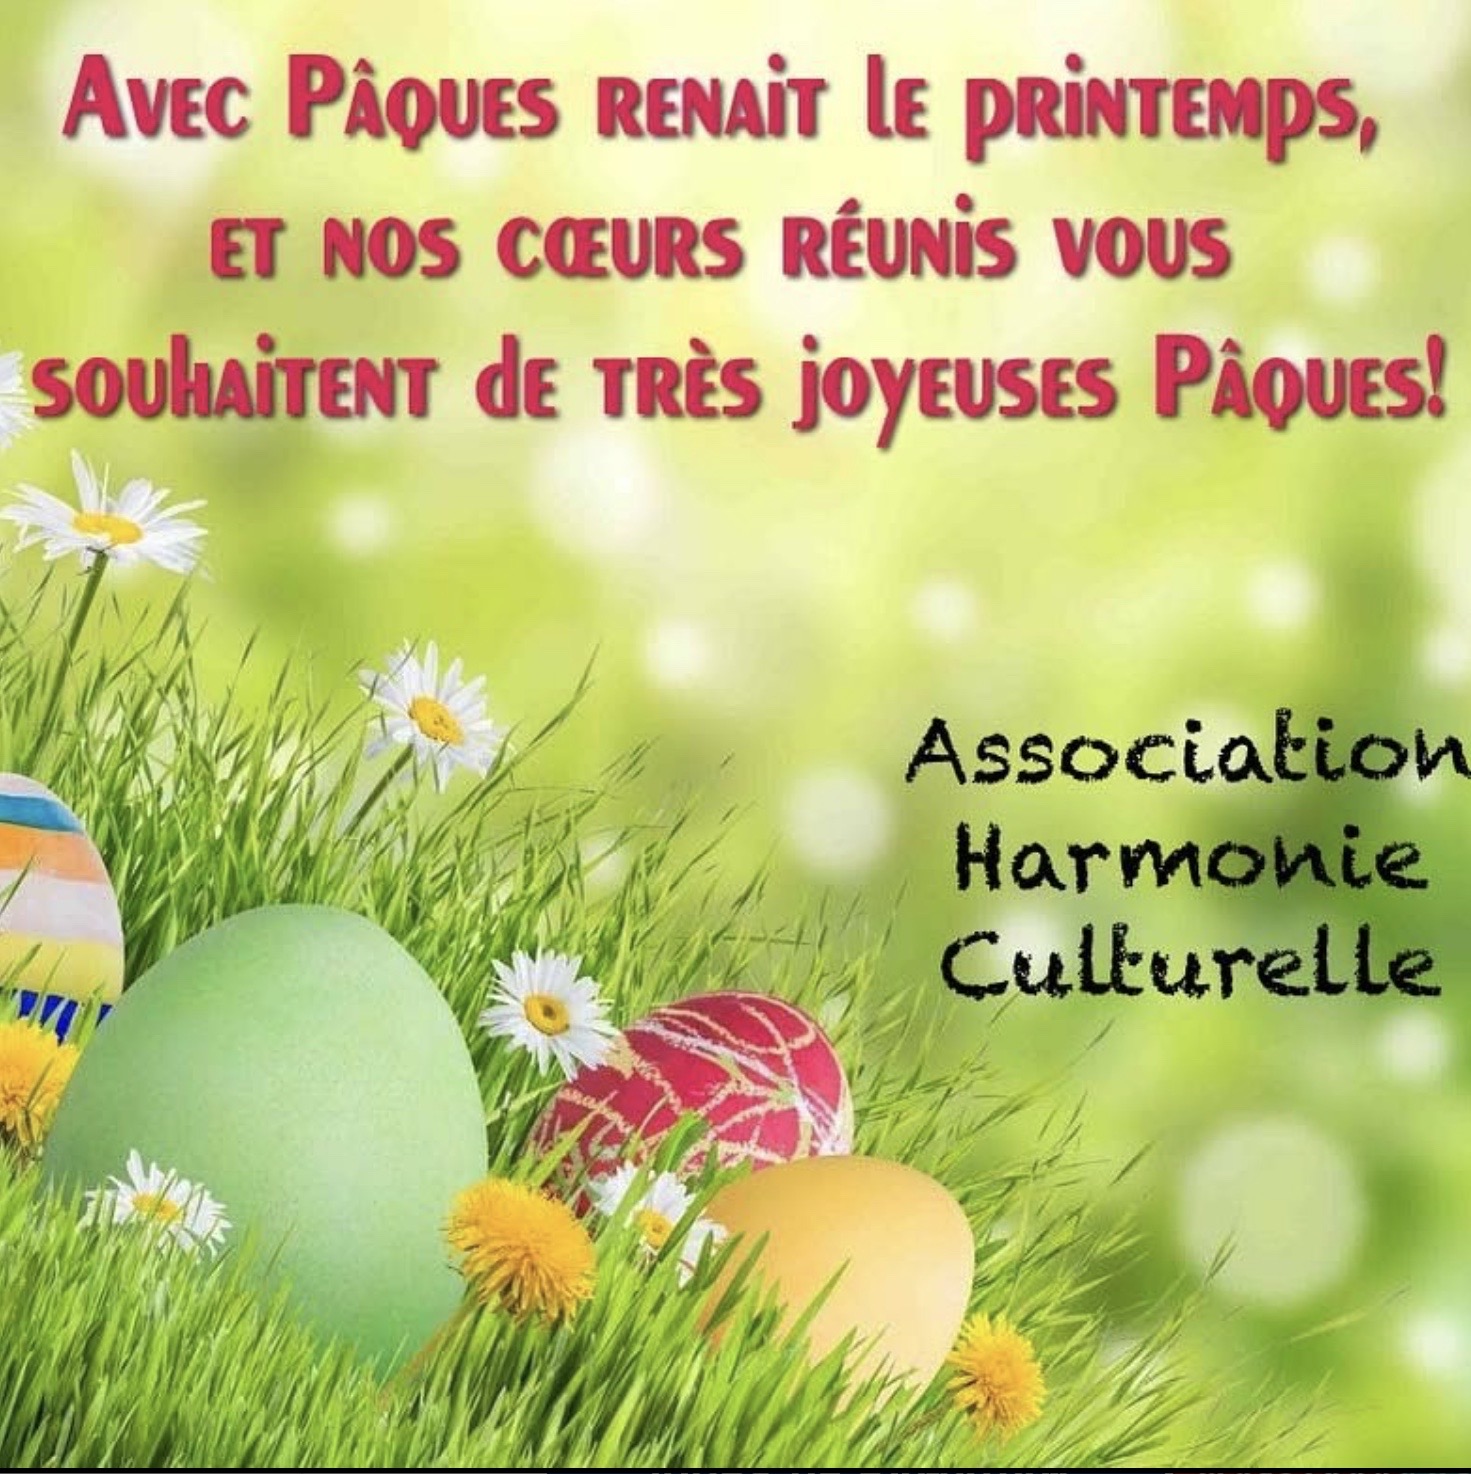 Avec Pâques renait le printemps,
et nos cœurs réunis vous
souhaitent de très joyeuses Pâques!
Association
Harmonie
Culturelle